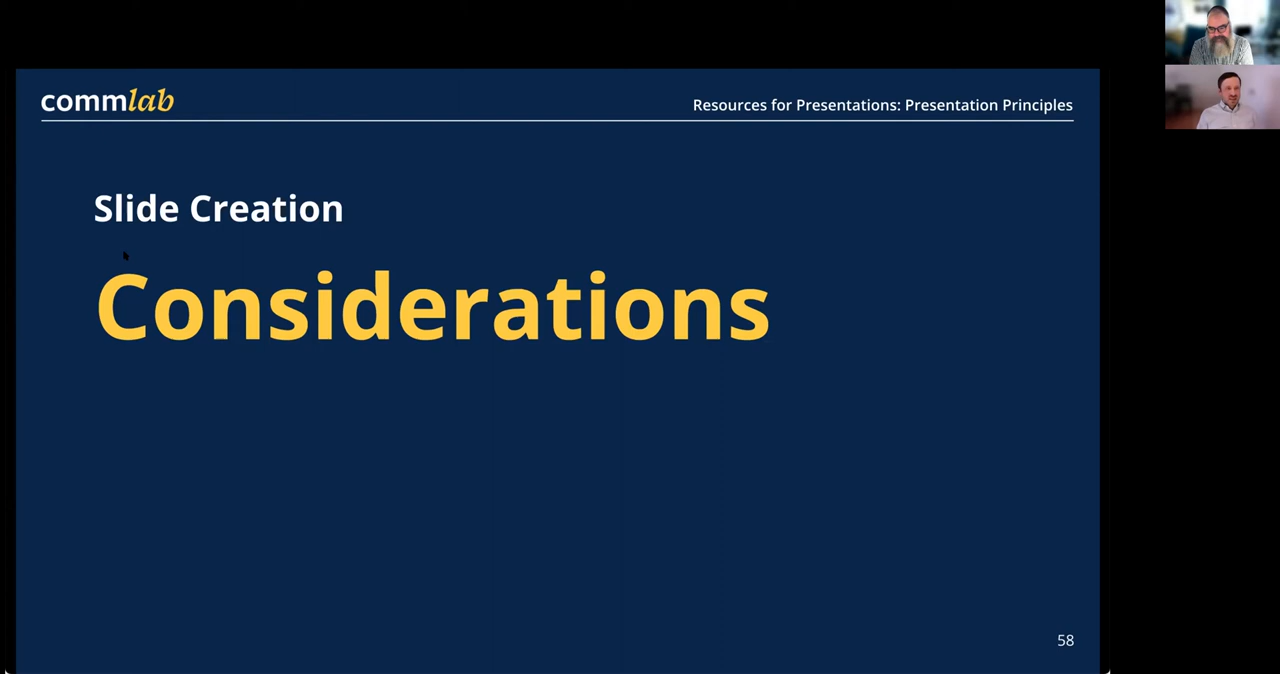 commlab
Resources for Presentations: Presentation Principles
Slide Creation
Considerations
58